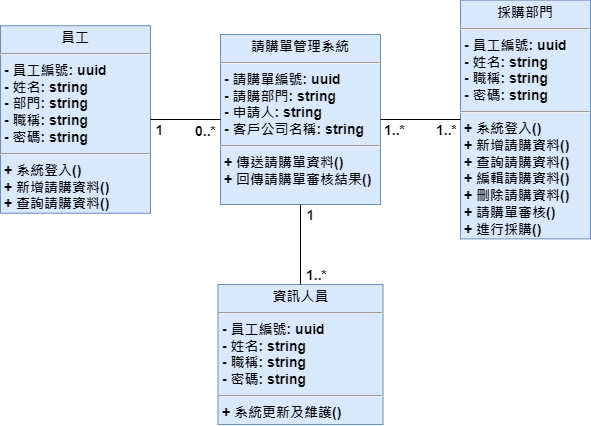 員工
- 員工編號: uuid
- 姓名: string
- 部門: string
- 職稱: string
- 密碼: string
+ 系統登入()
+ 新增請購資料()
+ 查詢請購資料()
1
0..*
請購單管理系統
- 請購單編號: uuid
- 請購部門: string
- 申請人: string
- 客戶公司名稱: string
+ 傳送請購單資料()
+ 回傳請購單審核結果()
1..*
1..*
採購部門
- 員工編號: uuid
- 姓名: string
- 職稱: string
- 密碼: string
+ 系統登入()
+ 新增請購資料()
+ 查詢請購資料()
+ 編輯請購資料()
+ 刪除請購資料()
+ 請購單審核()
+ 進行採購()
1
1..*
資訊人員
- 員工編號: uuid
- 姓名: string
- 職稱: string
- 密碼: string
+ 系統更新及維護()